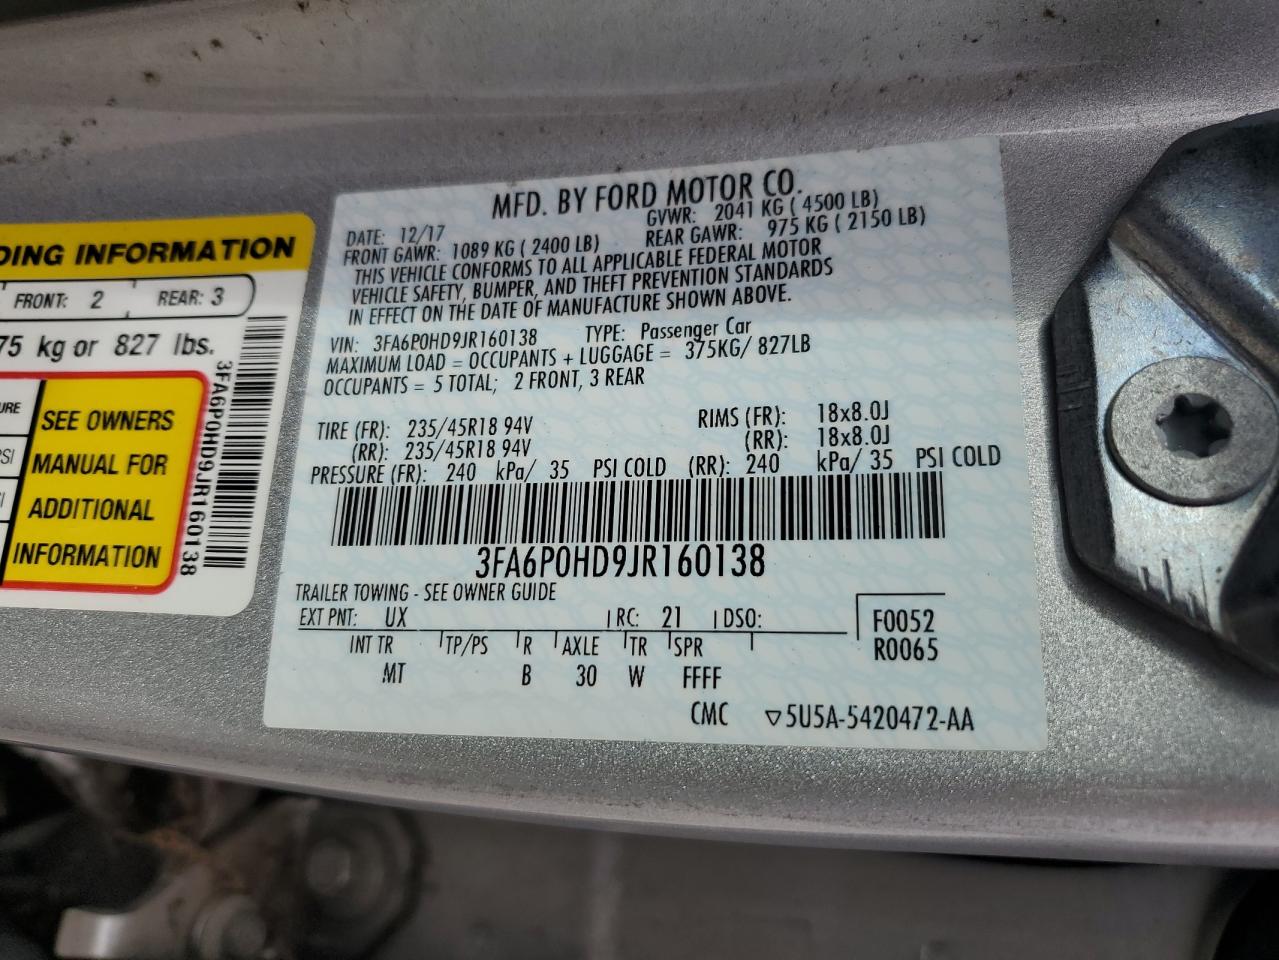 DING INFORMATION
FRONT: 2 REAR: 3
75 kg or 827 lbs.
SEE OWNERS
MANUAL FOR
ADDITIONAL
INFORMATION
3FA6P0HD9JR160138
MFD. BY FORD MOTOR CO.
DATE: 12/17 GVWR: 2041 KG ( 4500 LB)
FRONT GAWR: 1089 KG ( 2400 LB) REAR GAWR: 975 KG ( 2150 LB)
THIS VEHICLE CONFORMS TO ALL APPLICABLE FEDERAL MOTOR
VEHICLE SAFETY, BUMPER, AND THEFT PREVENTION STANDARDS
IN EFFECT ON THE DATE OF MANUFACTURE SHOWN ABOVE.
VIN: 3FA6P0HD9JR160138 TYPE: Passenger Car
MAXIMUM LOAD = OCCUPANTS + LUGGAGE = 375KG/ 827LB
OCCUPANTS = 5 TOTAL; 2 FRONT, 3 REAR
TIRE (FR): 235/45R18 94V RIMS (FR): 18x8.0J
(RR): 235/45R18 94V (RR): 18x8.0J
PRESSURE (FR): 240 kPa/ 35 PSI COLD (RR): 240 kPa/ 35 PSI COLD
3FA6P0HD9JR160138
TRAILER TOWING - SEE OWNER GUIDE
EXT PNT: UX RC: 21 DSO: F0052
INT TR TP/PS R AXLE TR SPR R0065
MT B 30 W FFFF
CMC ▽5U5A-5420472-AA